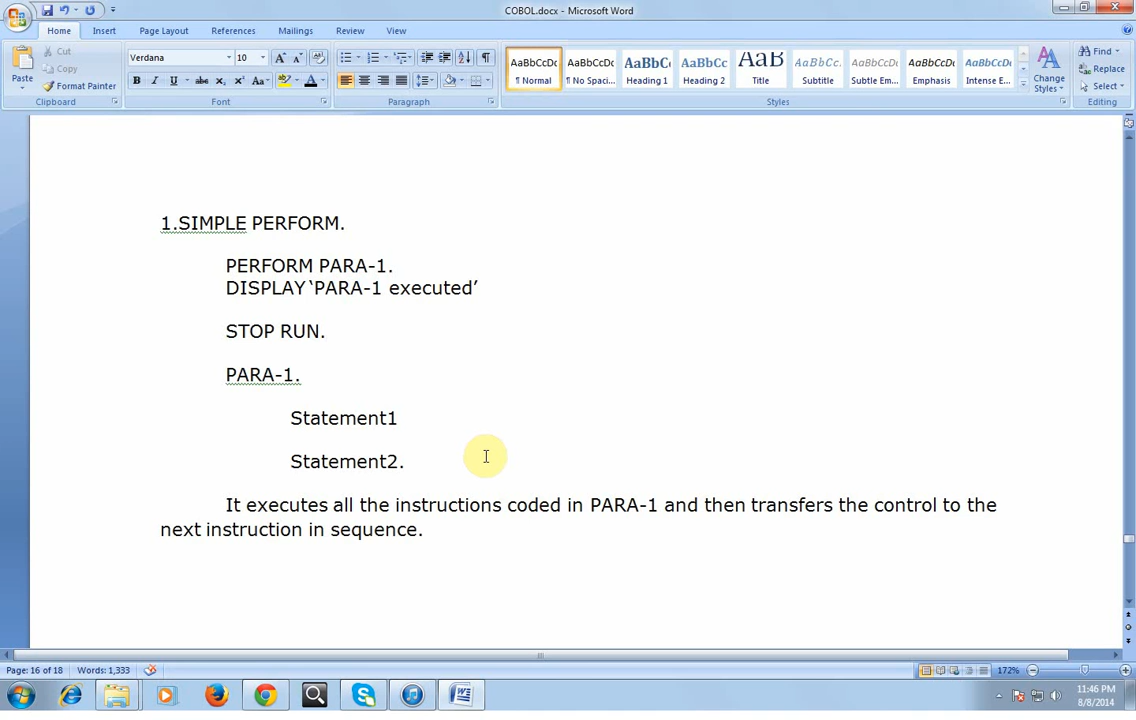 COBOL.docx - Microsoft Word
Home Insert Page Layout References Mailings Review View
Paste
Cut
Copy
Format Painter
Clipboard
Verdana 10
Font
Paragraph
AaBbCcDc AaBbCcDc AaBbC AaBbCc AaB AaBbCc. AaBbCcDc AaBbCcDc AaBbCcDc
¶ Normal ¶ No Spaci... Heading 1 Heading 2 Title Subtitle Subtle Em... Emphasis Intense E...
Change Styles
Styles
Find
Replace
Select
Editing
1.SIMPLE PERFORM.
PERFORM PARA-1.
DISPLAY ‘PARA-1 executed’
STOP RUN.
PARA-1.
Statement1
Statement2.
It executes all the instructions coded in PARA-1 and then transfers the control to the
next instruction in sequence.
Page: 16 of 18 Words: 1,333 172%
11:46 PM
8/8/2014